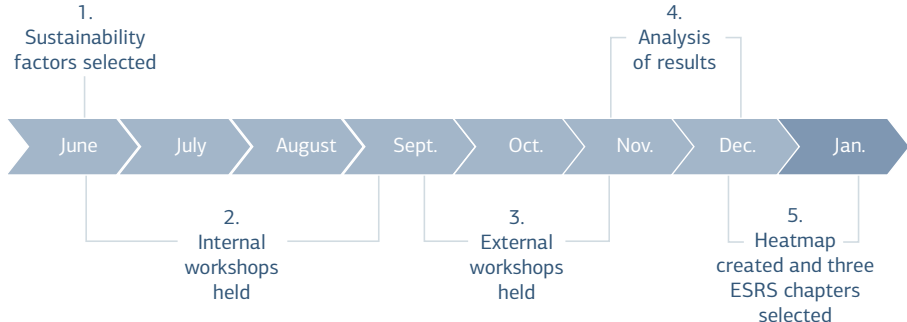 1.
Sustainability
factors selected
4.
Analysis
of results
June
July
August
Sept.
Oct.
Nov.
Dec.
Jan.
2.
Internal
workshops
held
3.
External
workshops
held
5.
Heatmap
created and three
ESRS chapters
selected